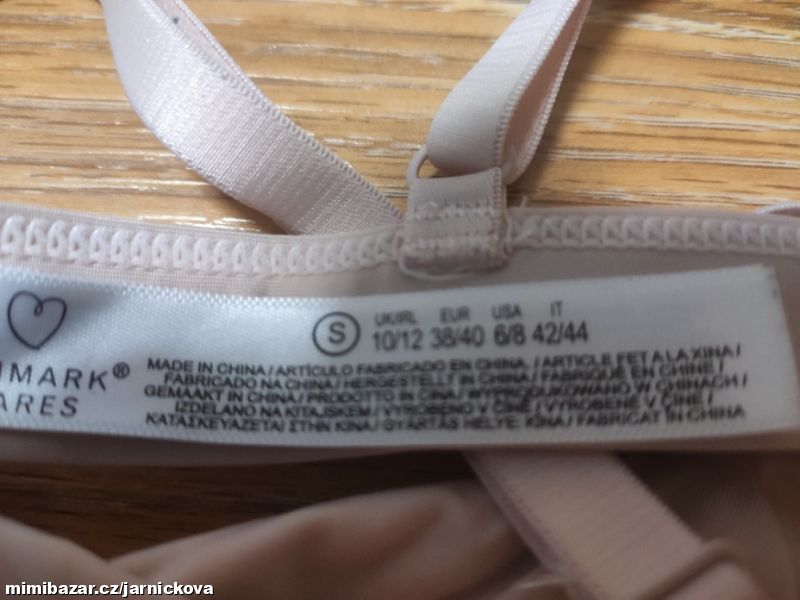 S
UK/IRL EUR USA IT
10/12 38/40 6/8 42/44
MARK®
ARES
MADE IN CHINA / ARTÍCULO FABRICADO EN CHINA. / ARTICLE FET A LA XINA /
FABRICADO NA CHINA / HERGESTELLT IN CHINA / FABRIQUÉ EN CHINE /
GEMAAKT IN CHINA / PRODOTTO IN CINA / WYPRODUKOWANO W CHINACH /
IZDELANO NA KITAJSKEM / VYROBENO V ČÍNĚ / VYROBENÉ V ČÍNE /
ΚΑΤΑΣΚΕΥΑΖΕΤΑΙ ΣΤΗΝ ΚΙΝΑ / GYÁRTÁS HELYE: KÍNA / FABRICAT ÎN CHINA
mimibazar.cz/jarnickova